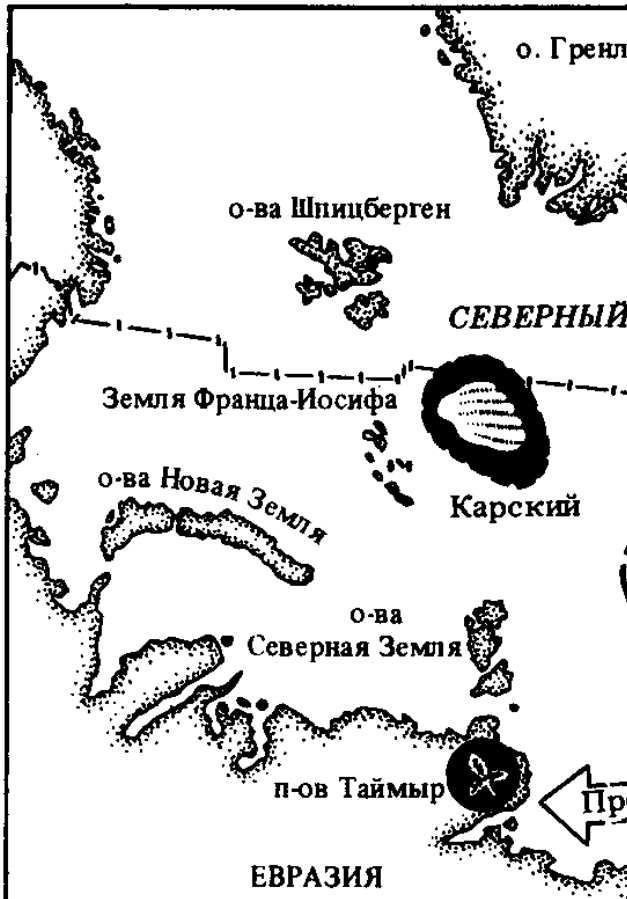 о. Гренл
о-ва Шпицберген
СЕВЕРНЫЙ
Земля Франца-Иосифа
о-ва Новая Земля
Карский
о-ва
Северная Земля
п-ов Таймыр
Пр
ЕВРАЗИЯ